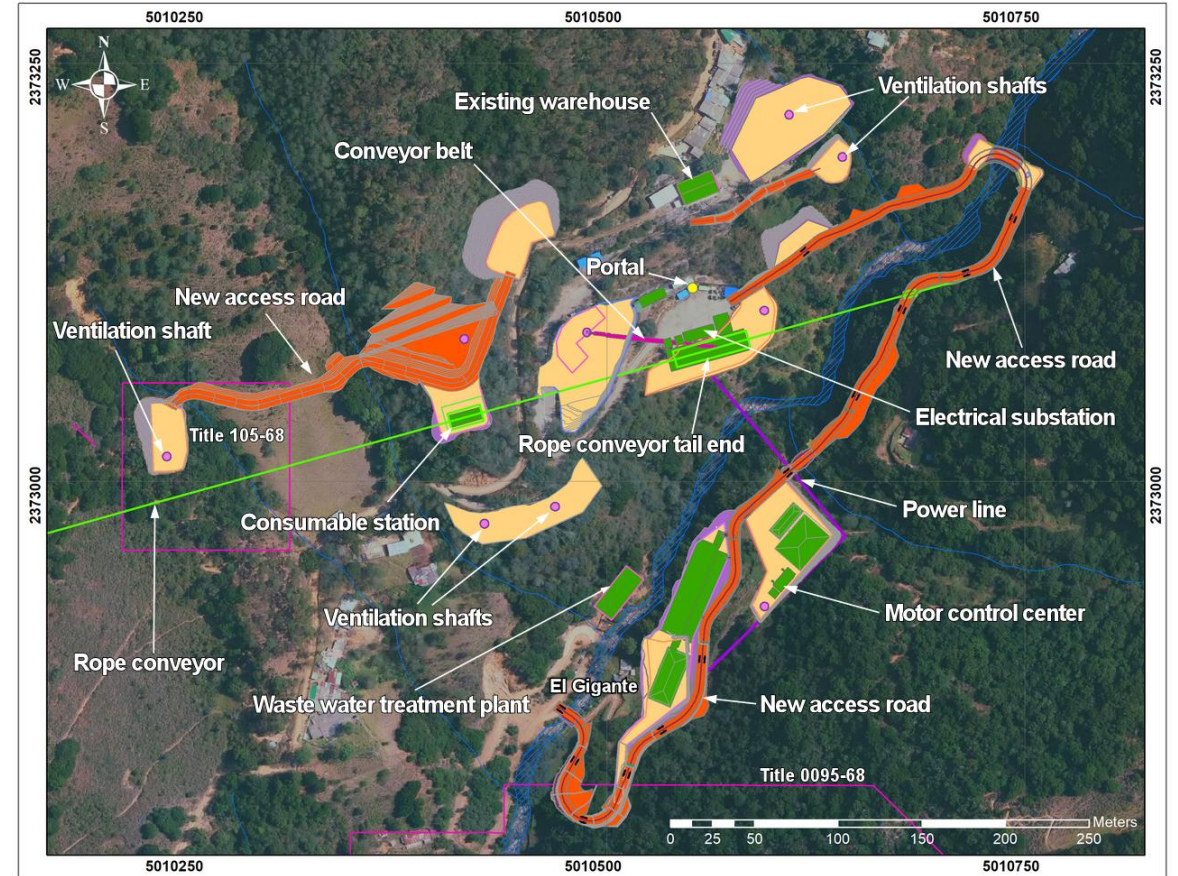 5010250 5010500 5010750
2373250 2373250
N
W E
S
Ventilation shafts
Existing warehouse
Conveyor belt
Portal
New access road
Ventilation shaft
New access road
Electrical substation
Title 105-68
Rope conveyor tail end
2373000 2373000
Power line
Consumable station
Motor control center
Ventilation shafts
Rope conveyor
El Gigante
Waste water treatment plant
New access road
Title 0095-68
Meters
0 25 50 100 150 200 250
5010250 5010500 5010750